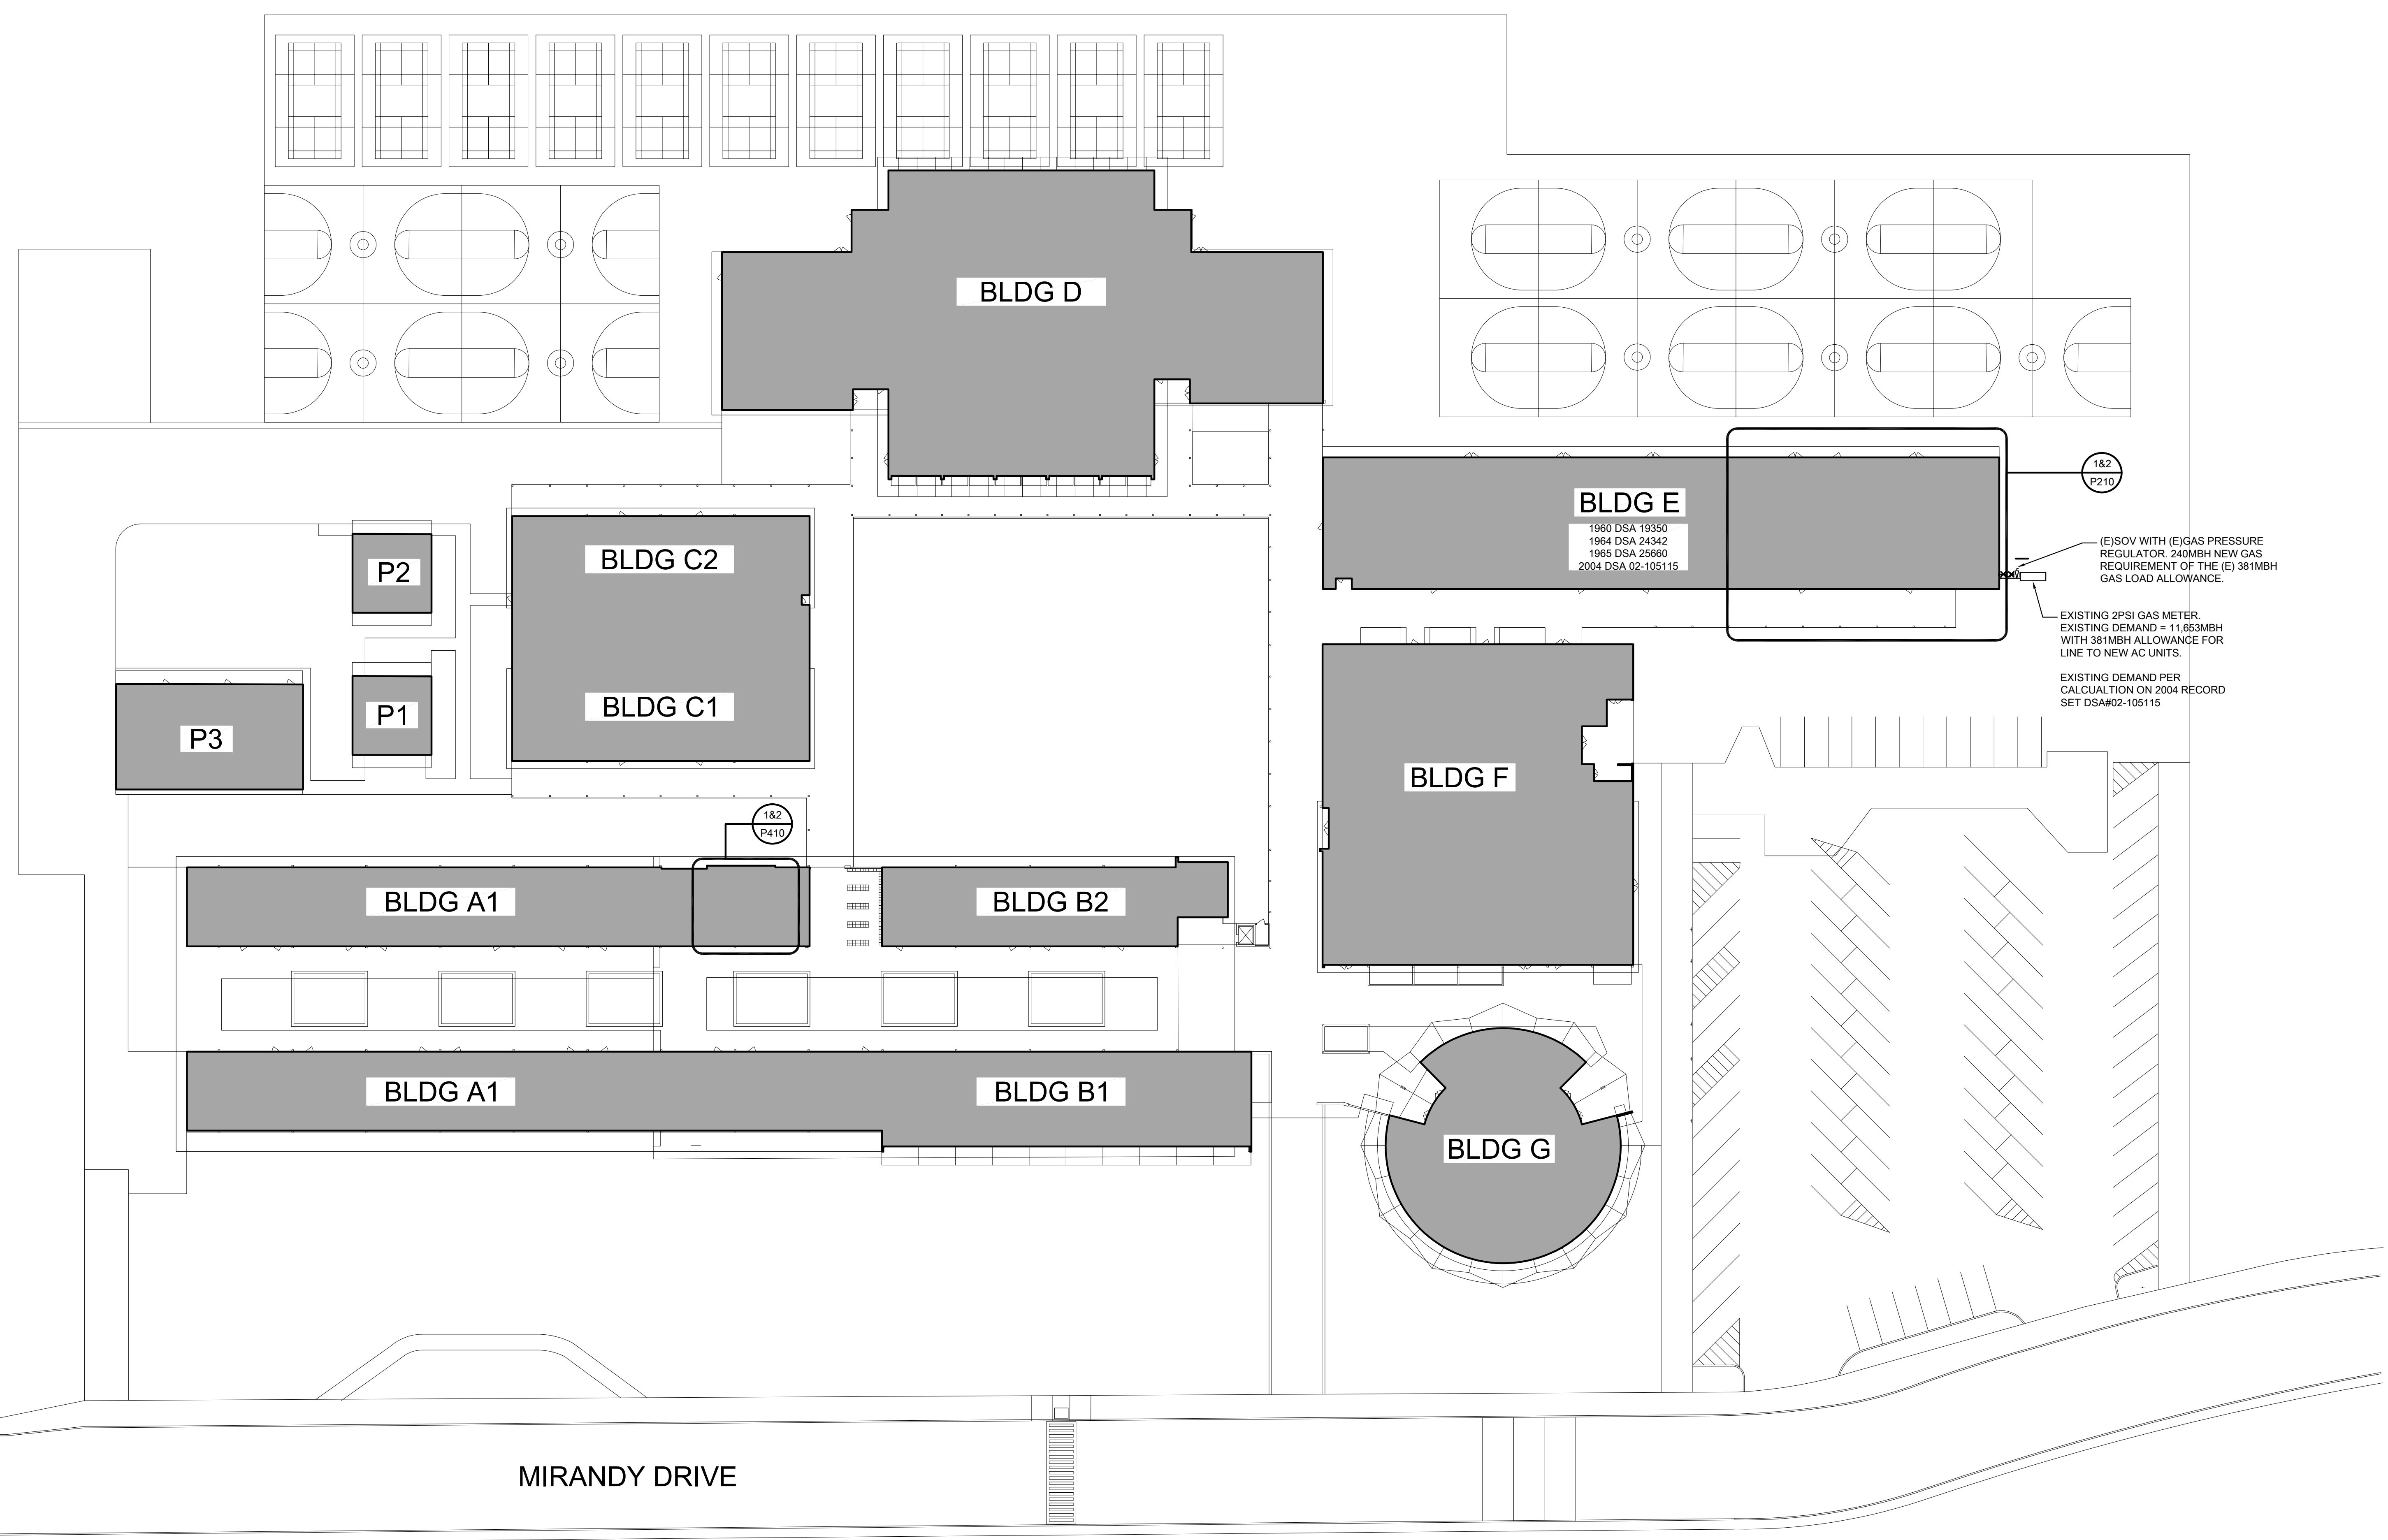 BLDG D
1&2
P210
BLDG E
1960 DSA 19350
1964 DSA 24342
1965 DSA 25660
2004 DSA 02-105115
(E)SOV WITH (E)GAS PRESSURE
REGULATOR. 240MBH NEW GAS
REQUIREMENT OF THE (E) 381MBH
GAS LOAD ALLOWANCE.
EXISTING 2PSI GAS METER.
EXISTING DEMAND = 11,653MBH
WITH 381MBH ALLOWANCE FOR
LINE TO NEW AC UNITS.
EXISTING DEMAND PER
CALCUALTION ON 2004 RECORD
SET DSA#02-105115
BLDG C2
P2
BLDG C1
P1
P3
BLDG F
1&2
P410
BLDG A1
BLDG B2
BLDG A1
BLDG B1
BLDG G
MIRANDY DRIVE